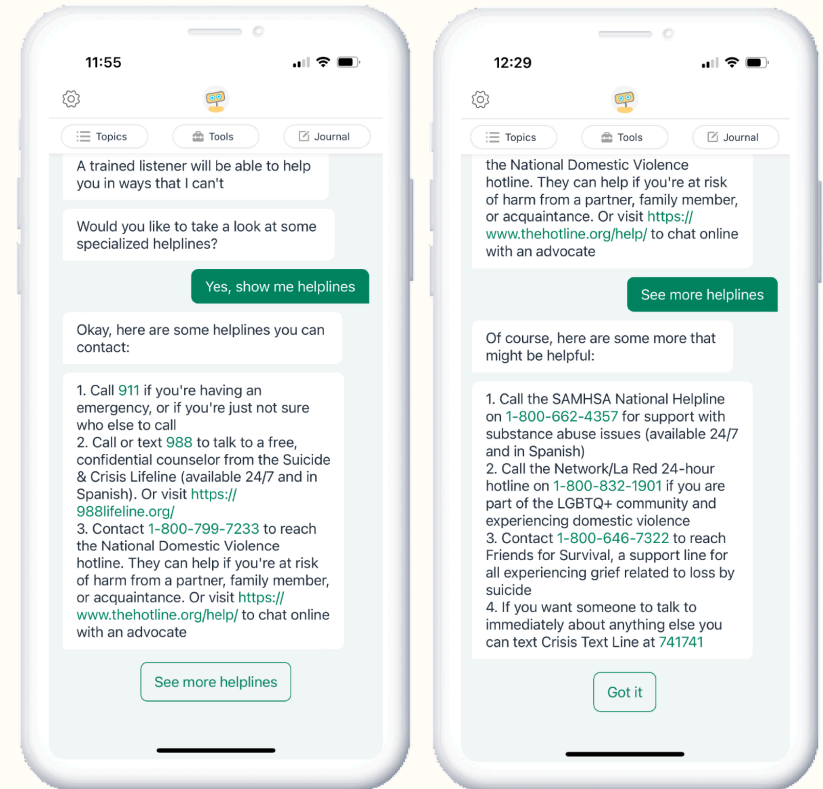 11:55
Topics
Tools
Journal
A trained listener will be able to help
you in ways that I can't
Would you like to take a look at some
specialized helplines?
Yes, show me helplines
Okay, here are some helplines you can
contact:
1. Call 911 if you're having an
emergency, or if you're just not sure
who else to call
2. Call or text 988 to talk to a free,
confidential counselor from the Suicide
& Crisis Lifeline (available 24/7 and in
Spanish). Or visit https://
988lifeline.org/
3. Contact 1-800-799-7233 to reach
the National Domestic Violence
hotline. They can help if you're at risk
of harm from a partner, family member,
or acquaintance. Or visit https://
www.thehotline.org/help/ to chat online
with an advocate
See more helplines
12:29
Topics
Tools
Journal
the National Domestic Violence
hotline. They can help if you're at risk
of harm from a partner, family member,
or acquaintance. Or visit https://
www.thehotline.org/help/ to chat online
with an advocate
See more helplines
Of course, here are some more that
might be helpful:
1. Call the SAMHSA National Helpline
on 1-800-662-4357 for support with
substance abuse issues (available 24/7
and in Spanish)
2. Call the Network/La Red 24-hour
hotline on 1-800-832-1901 if you are
part of the LGBTQ+ community and
experiencing domestic violence
3. Contact 1-800-646-7322 to reach
Friends for Survival, a support line for
all experiencing grief related to loss by
suicide
4. If you want someone to talk to
immediately about anything else you
can text Crisis Text Line at 741741
Got it